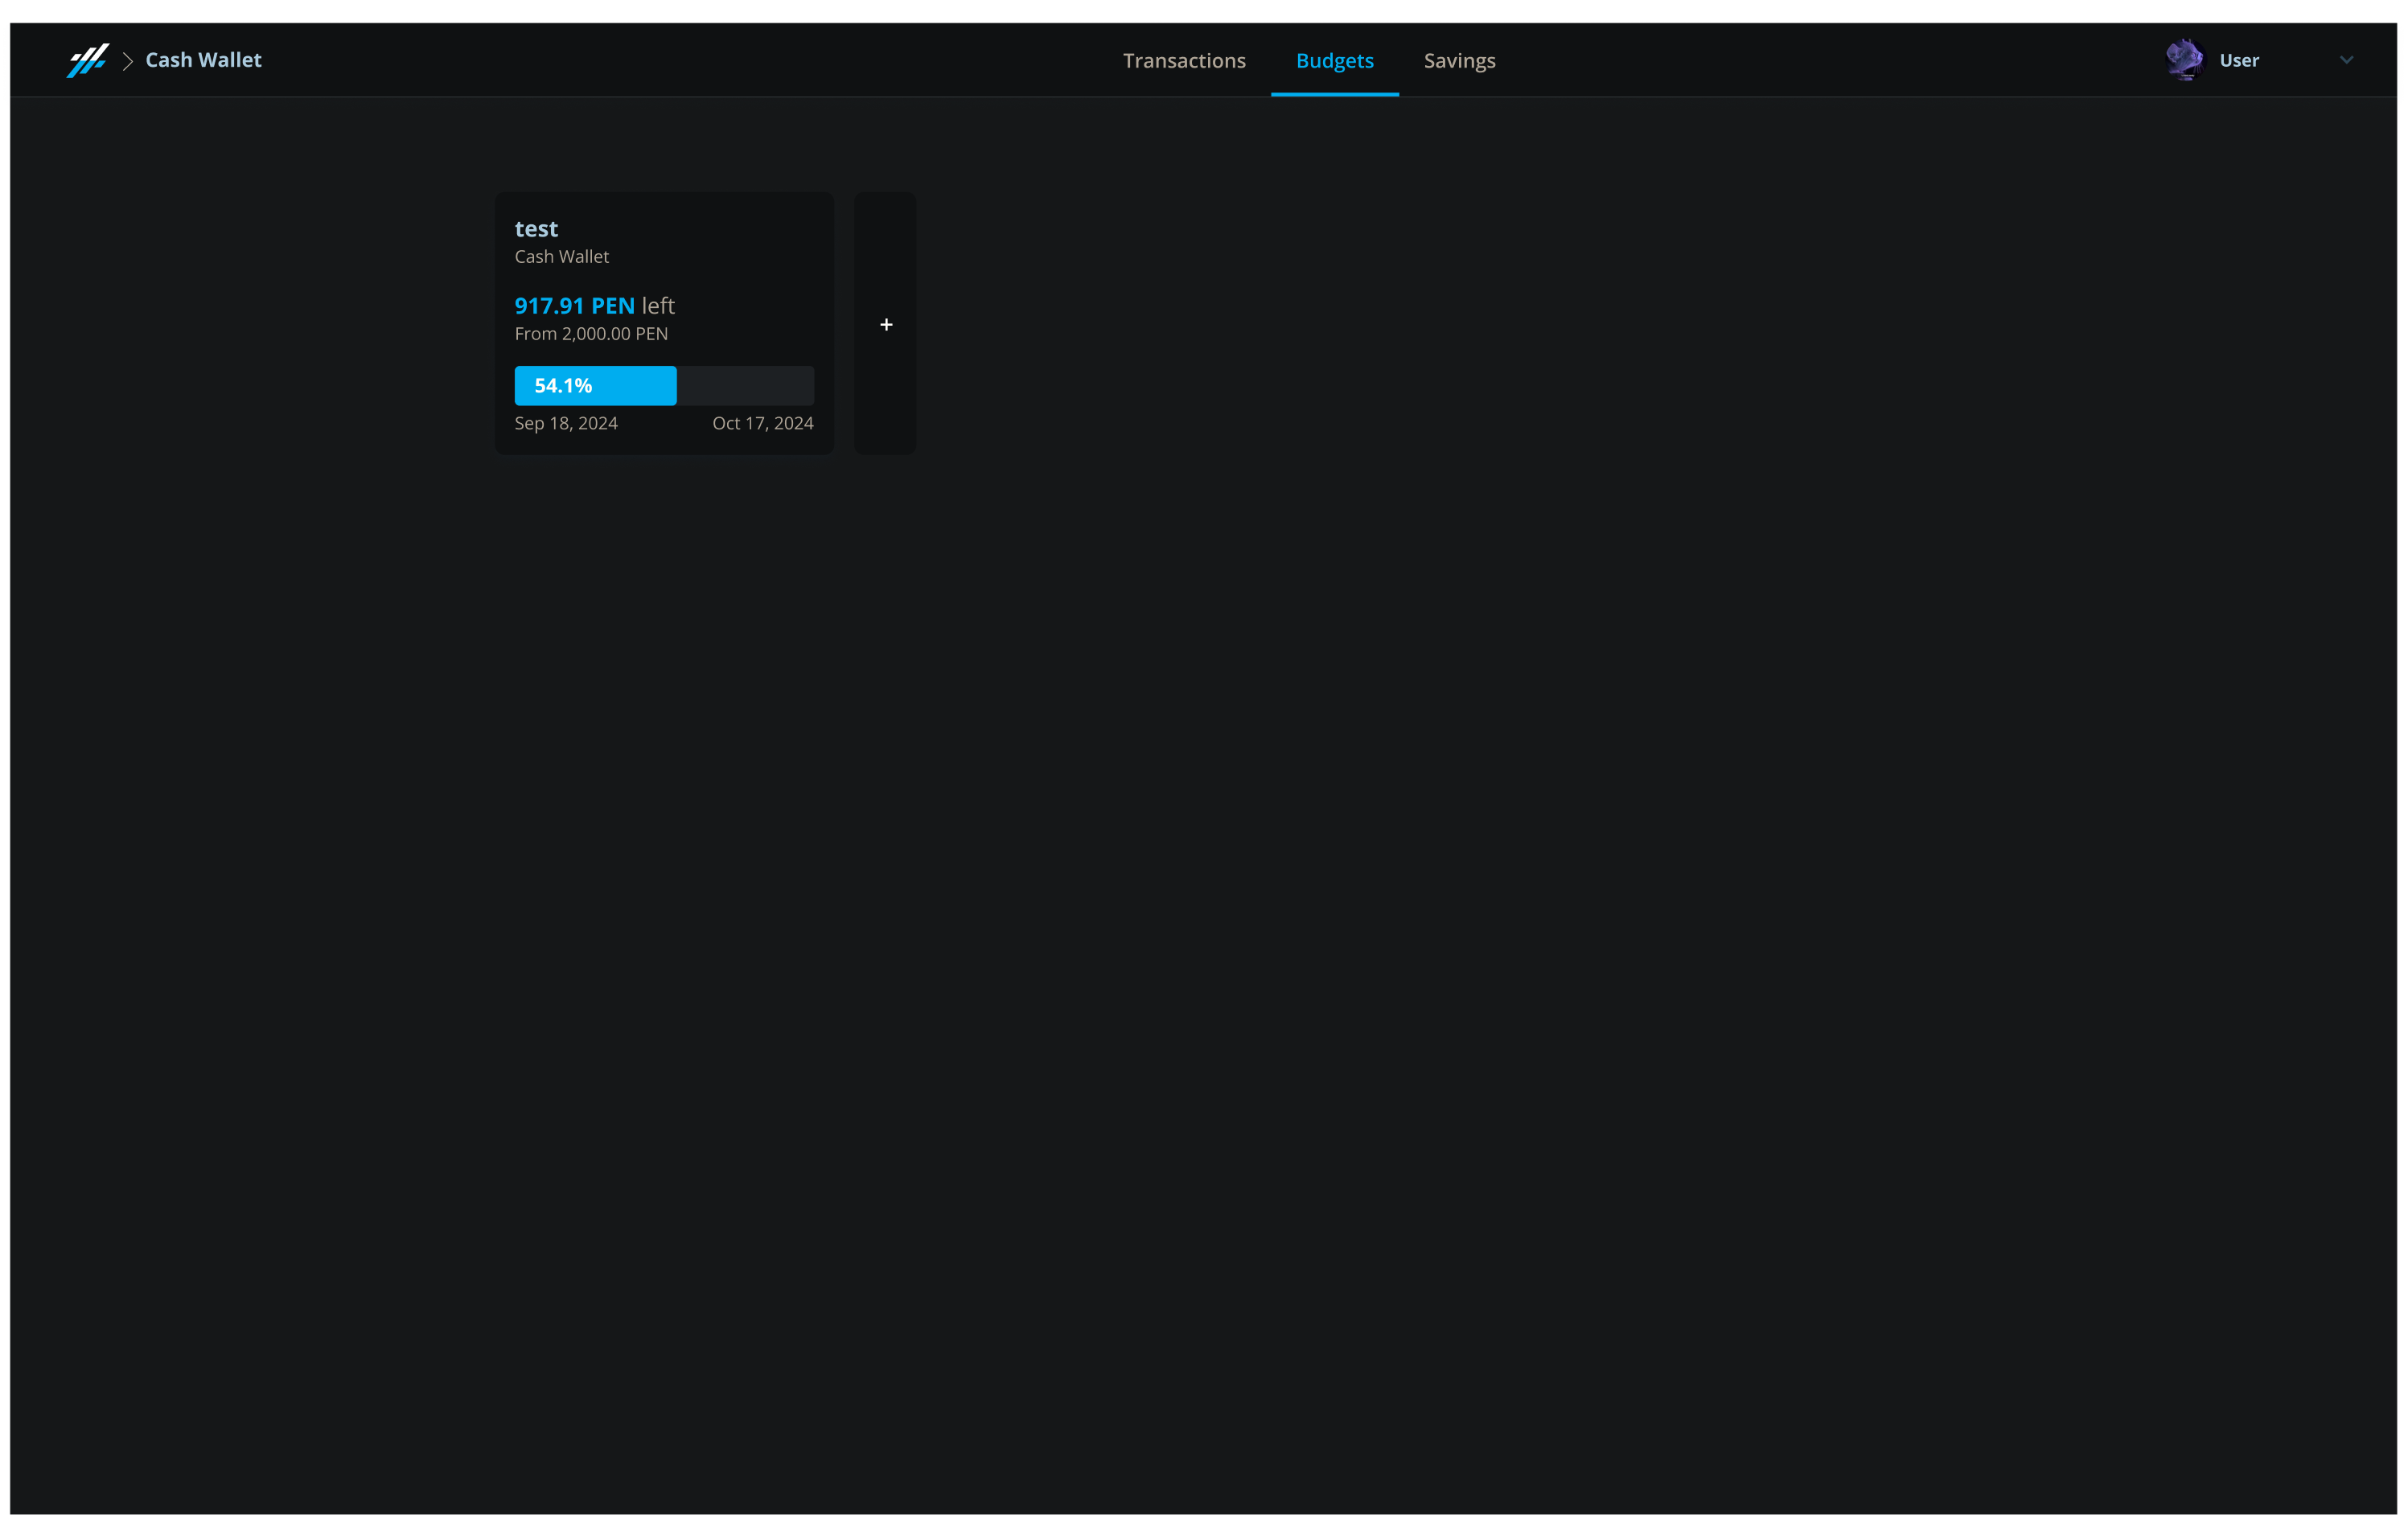 Cash Wallet
Transactions
Budgets
Savings
User
test
Cash Wallet
917.91 PEN left
From 2,000.00 PEN
+
54.1%
Sep 18, 2024
Oct 17, 2024